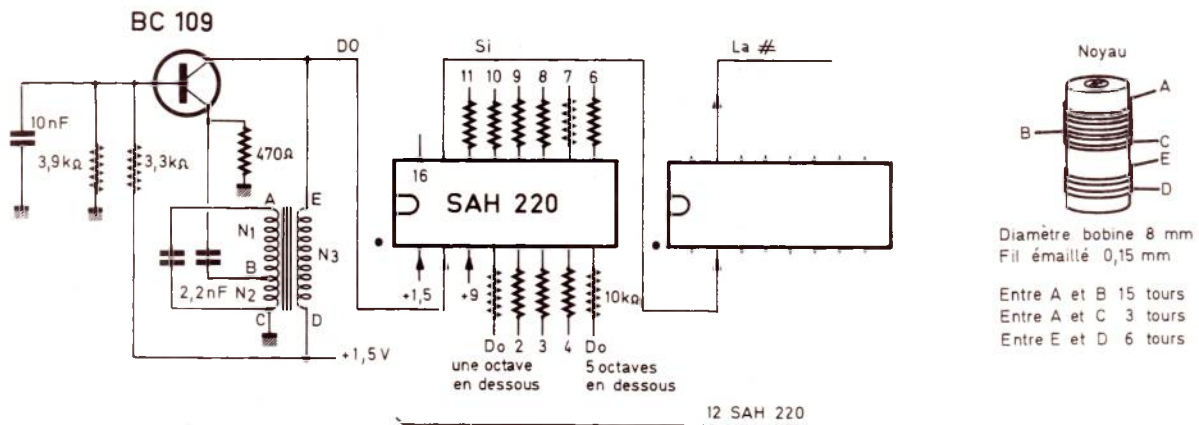 BC 109
DO
Si
La #
Noyau
11 10 9 8 7 6
A
B
C
E
D
10nF
3,9kΩ
3,3kΩ
470Ω
16
SAH 220
A
E
N1
N3
B
2,2nF
N2
C
D
+1,5
+9
10kΩ
+1,5V
Do 2 3 4 Do
une octave
en dessous
5 octaves
en dessous
12 SAH 220
Diamètre bobine 8 mm
Fil émaillé 0,15 mm
Entre A et B 15 tours
Entre A et C 3 tours
Entre E et D 6 tours